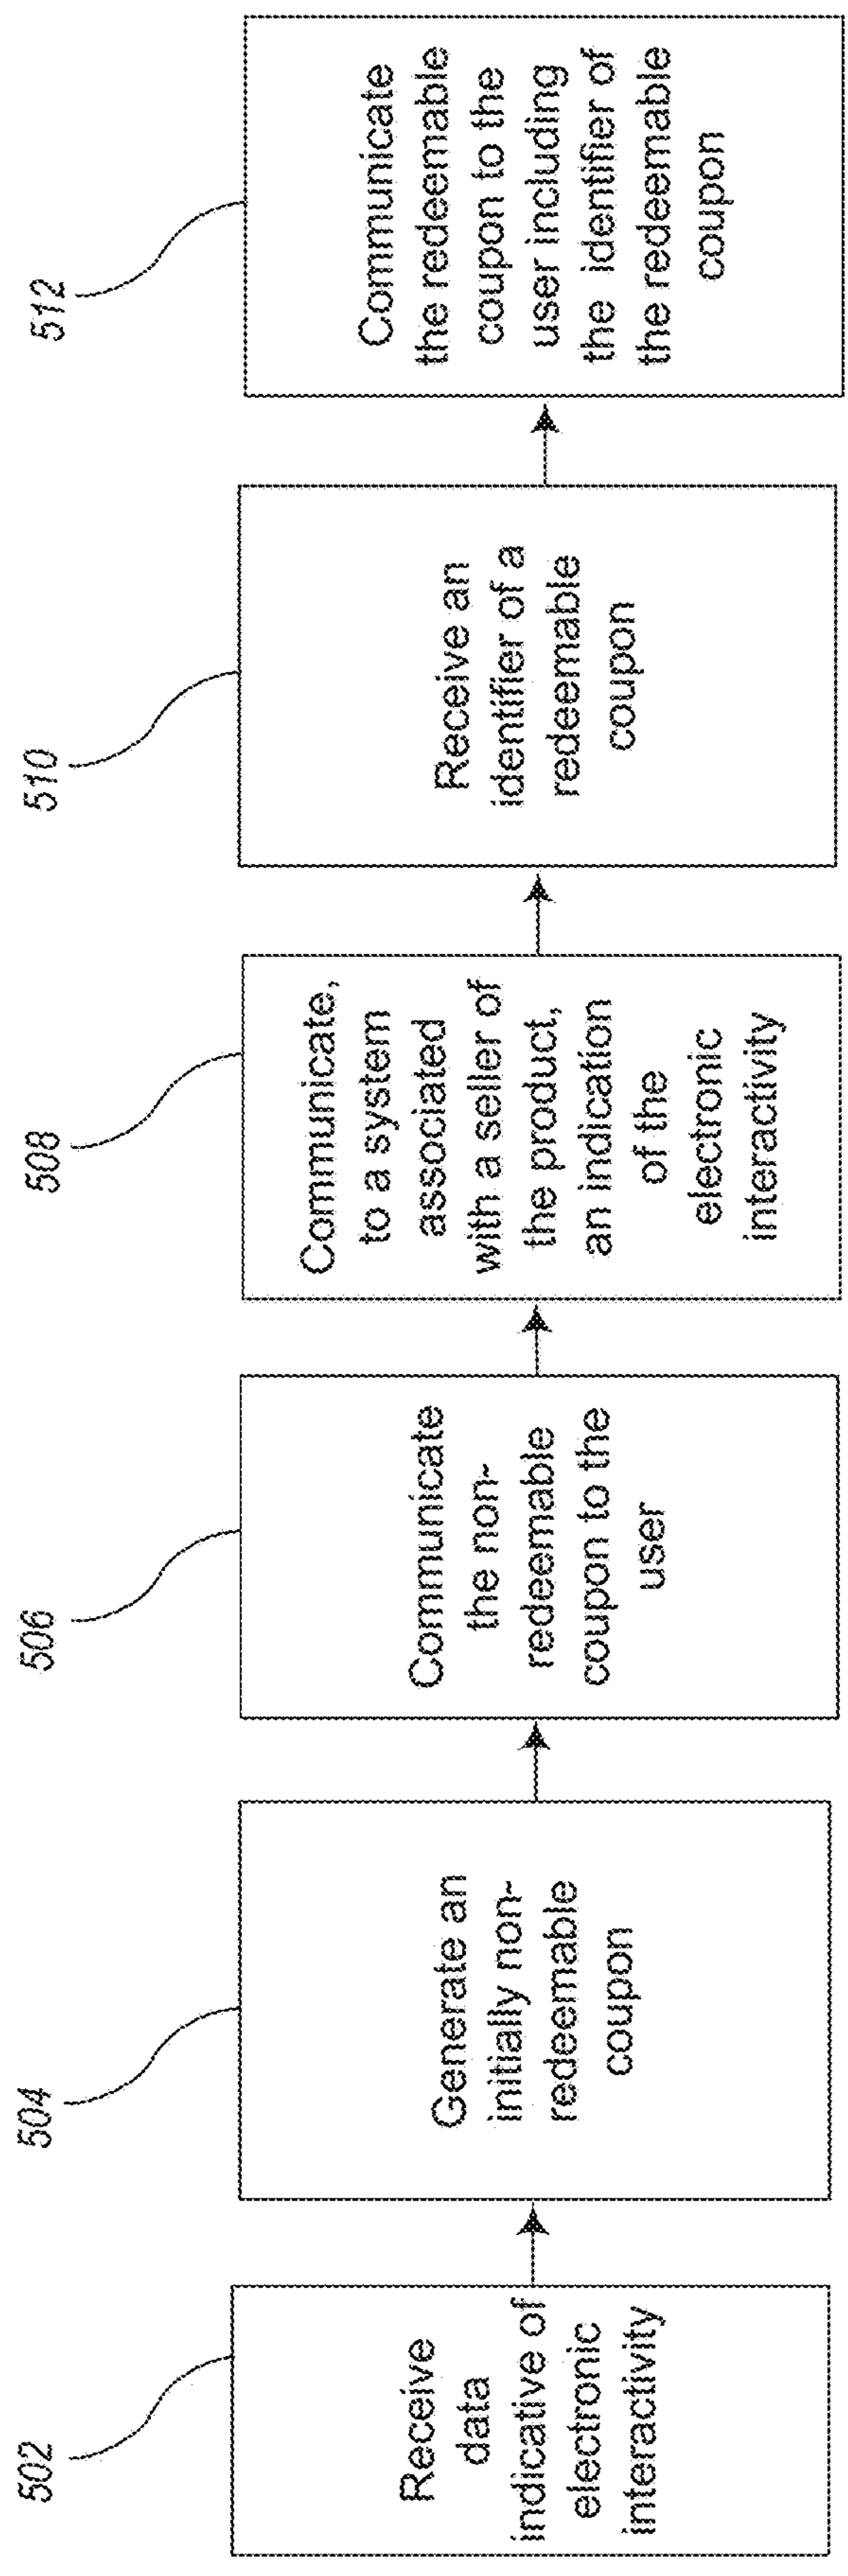 502
Receive
data
indicative of
electronic
interactivity
504
Generate an
initially non-
redeemable
coupon
506
Communicate
the non-
redeemable
coupon to the
user
508
Communicate,
to a system
associated
with a seller of
the product,
an indication
of the
electronic
interactivity
510
Receive an
identifier of a
redeemable
coupon
512
Communicate
the redeemable
coupon to the
user including
the identifier of
the redeemable
coupon